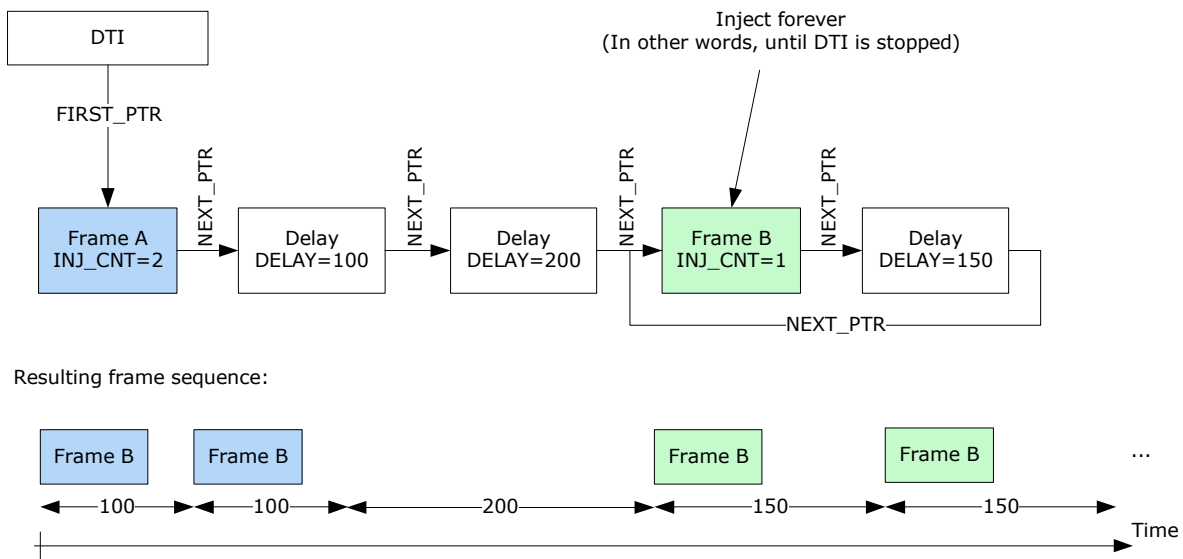 DTI
Inject forever
(In other words, until DTI is stopped)
FIRST_PTR
NEXT_PTR
NEXT_PTR
NEXT_PTR
NEXT_PTR
Frame A
INJ_CNT=2
Delay
DELAY=100
Delay
DELAY=200
Frame B
INJ_CNT=1
Delay
DELAY=150
NEXT_PTR
Resulting frame sequence:
Frame B
Frame B
Frame B
Frame B
...
100
100
200
150
150
Time